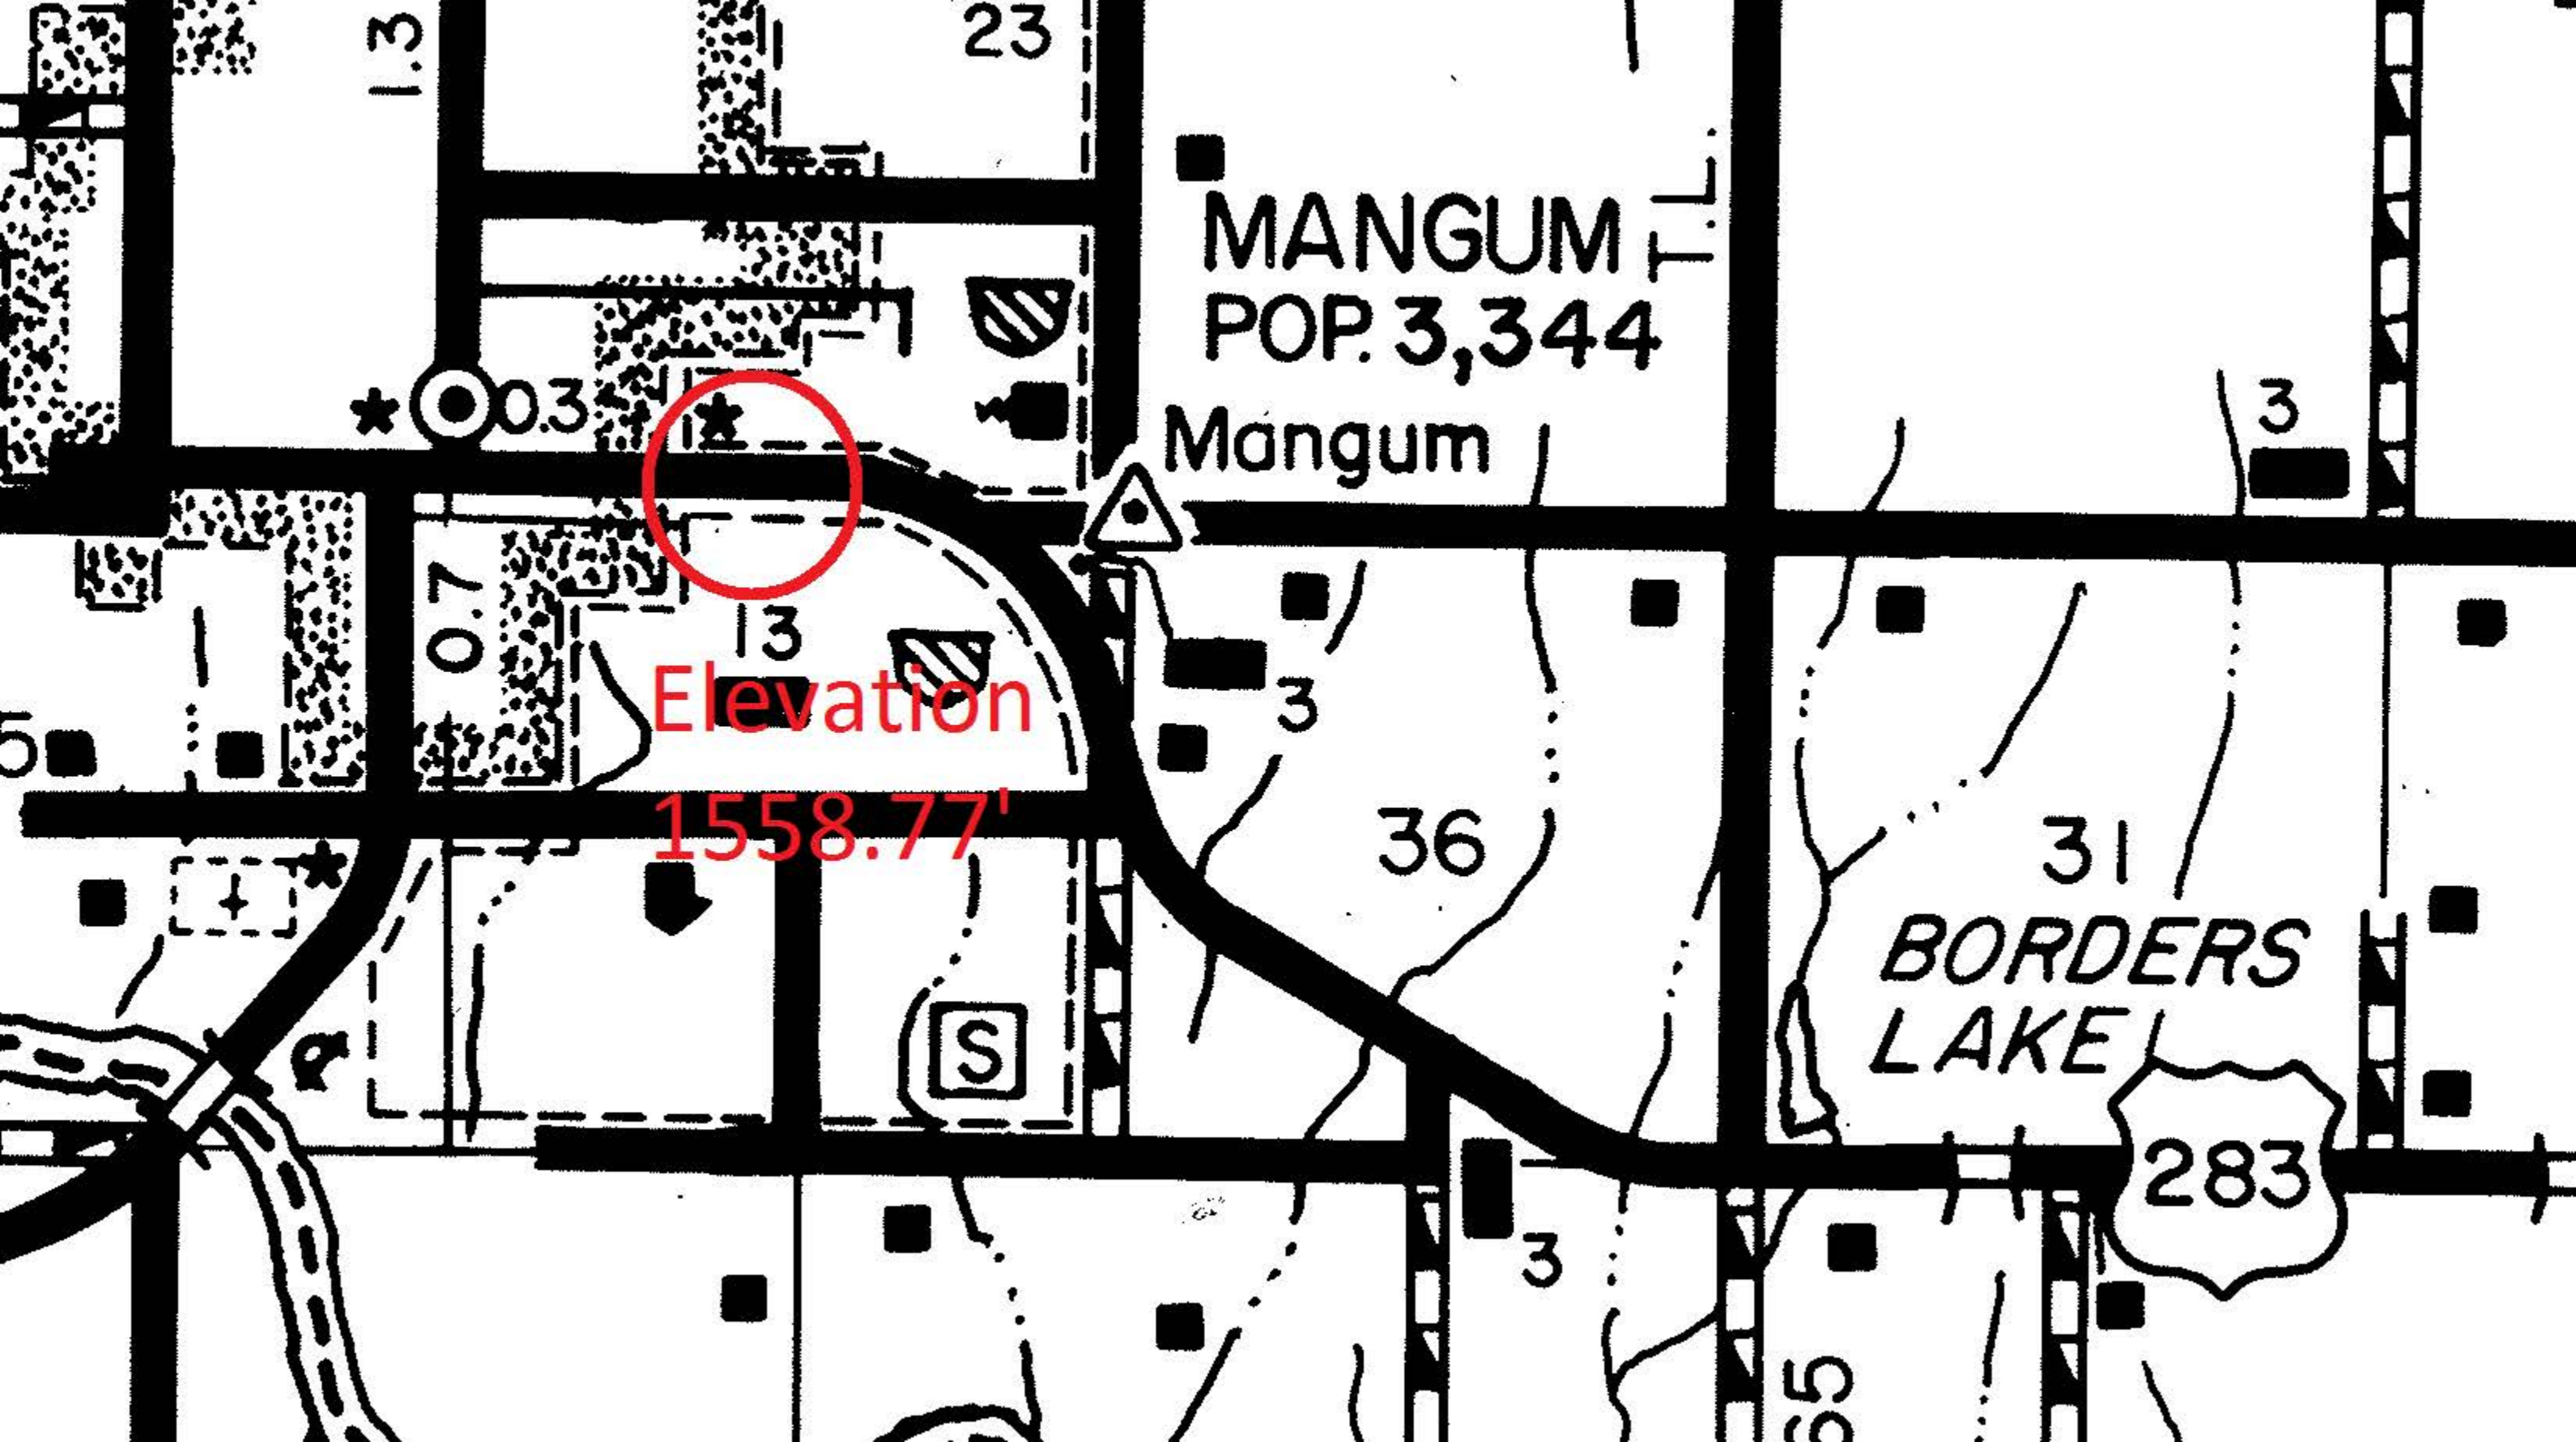 1.3
23
MANGUM
POP. 3,344
T.L.
Mangum
0.3
3
0.7
13
3
Elevation
1558.77'
5
36
31
BORDERS
LAKE
S
283
3
65